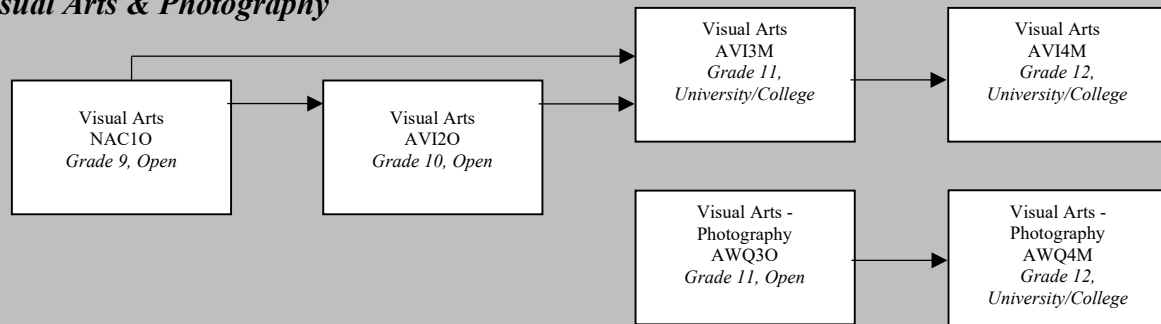 Arts & Photography
Visual Arts
NAC1O
Grade 9, Open
Visual Arts
AVI2O
Grade 10, Open
Visual Arts
AVI3M
Grade 11,
University/College
Visual Arts
AVI4M
Grade 12,
University/College
Visual Arts -
Photography
AWQ3O
Grade 11, Open
Visual Arts -
Photography
AWQ4M
Grade 12,
University/College